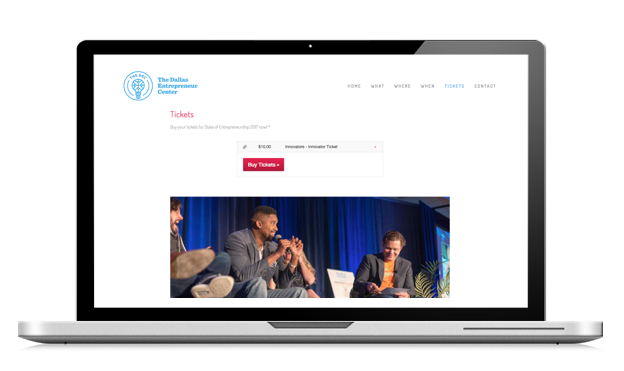 THE DEC
The Dallas
Entrepreneur
Center
HOME WHAT WHERE WHEN TICKETS CONTACT
Tickets
Buy your tickets for State of Entrepreneurship 2017 now! *
$10.00 Innovators - Innovator Ticket
Buy Tickets »